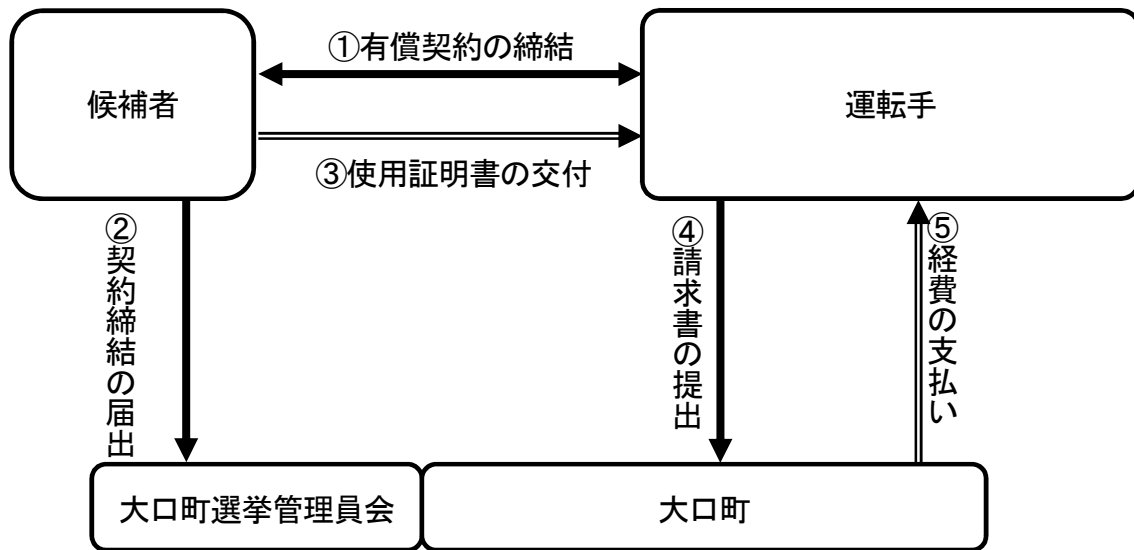 ①有償契約の締結
候補者
運転手
③使用証明書の交付
②契約締結の届出
④請求書の提出
⑤経費の支払い
大口町選挙管理員会
大口町